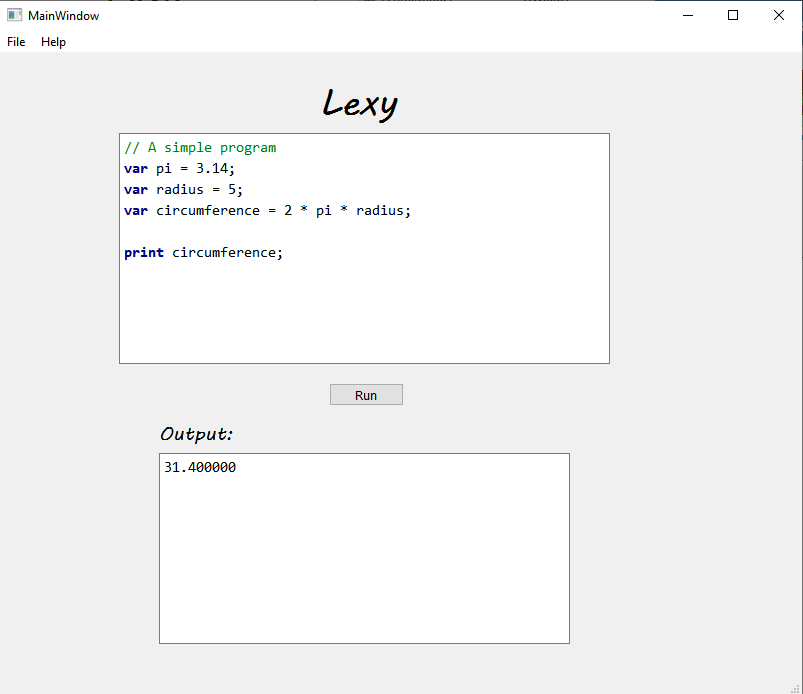 MainWindow
File Help
Lexy
// A simple program
var pi = 3.14;
var radius = 5;
var circumference = 2 * pi * radius;
print circumference;
Run
Output:
31.400000